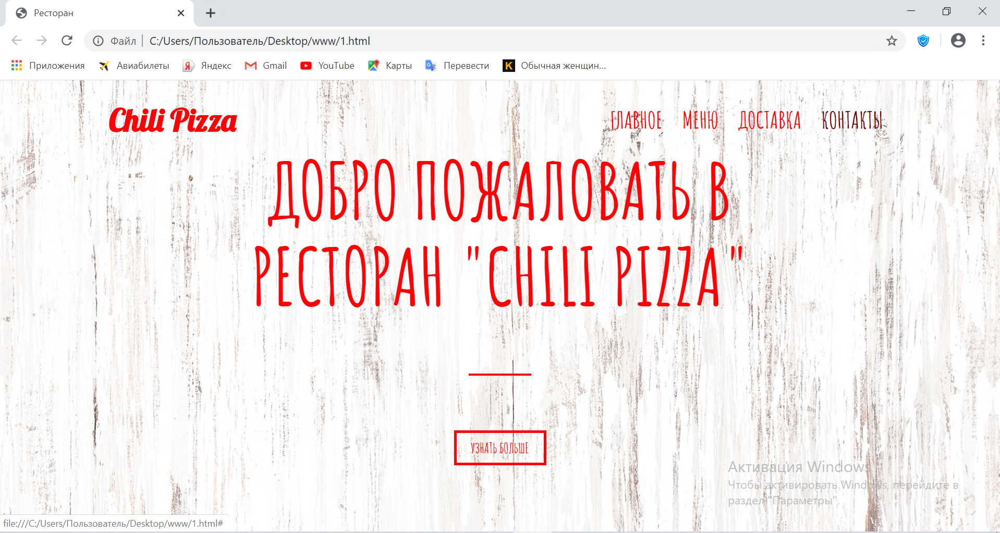 Ресторан
Файл
C:/Users/Пользователь/Desktop/www/1.html
Приложения
Авиабилеты
Яндекс
Gmail
YouTube
Карты
Перевести
Обычная женщин...
Chili Pizza
ГЛАВНОЕ МЕНЮ ДОСТАВКА КОНТАКТЫ
ДОБРО ПОЖАЛОВАТЬ В
РЕСТОРАН "CHILI PIZZA"
УЗНАТЬ БОЛЬШЕ
Активация Windows
Чтобы активировать Windows, перейдите в
раздел "Параметры".
file:///C:/Users/Пользователь/Desktop/www/1.html#